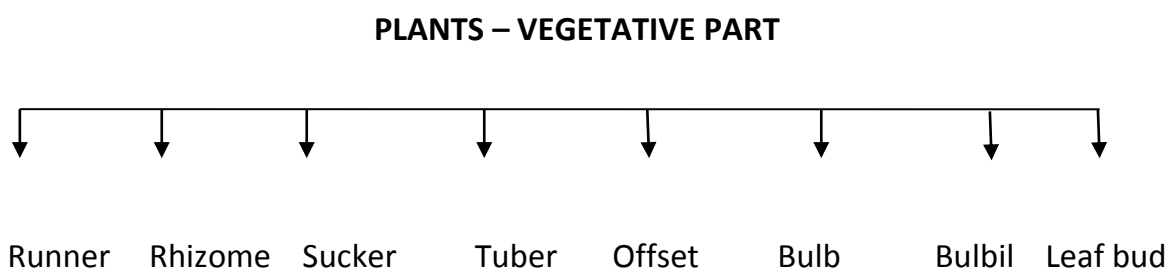 PLANTS – VEGETATIVE PART
Runner Rhizome Sucker Tuber Offset Bulb Bulbil Leaf bud